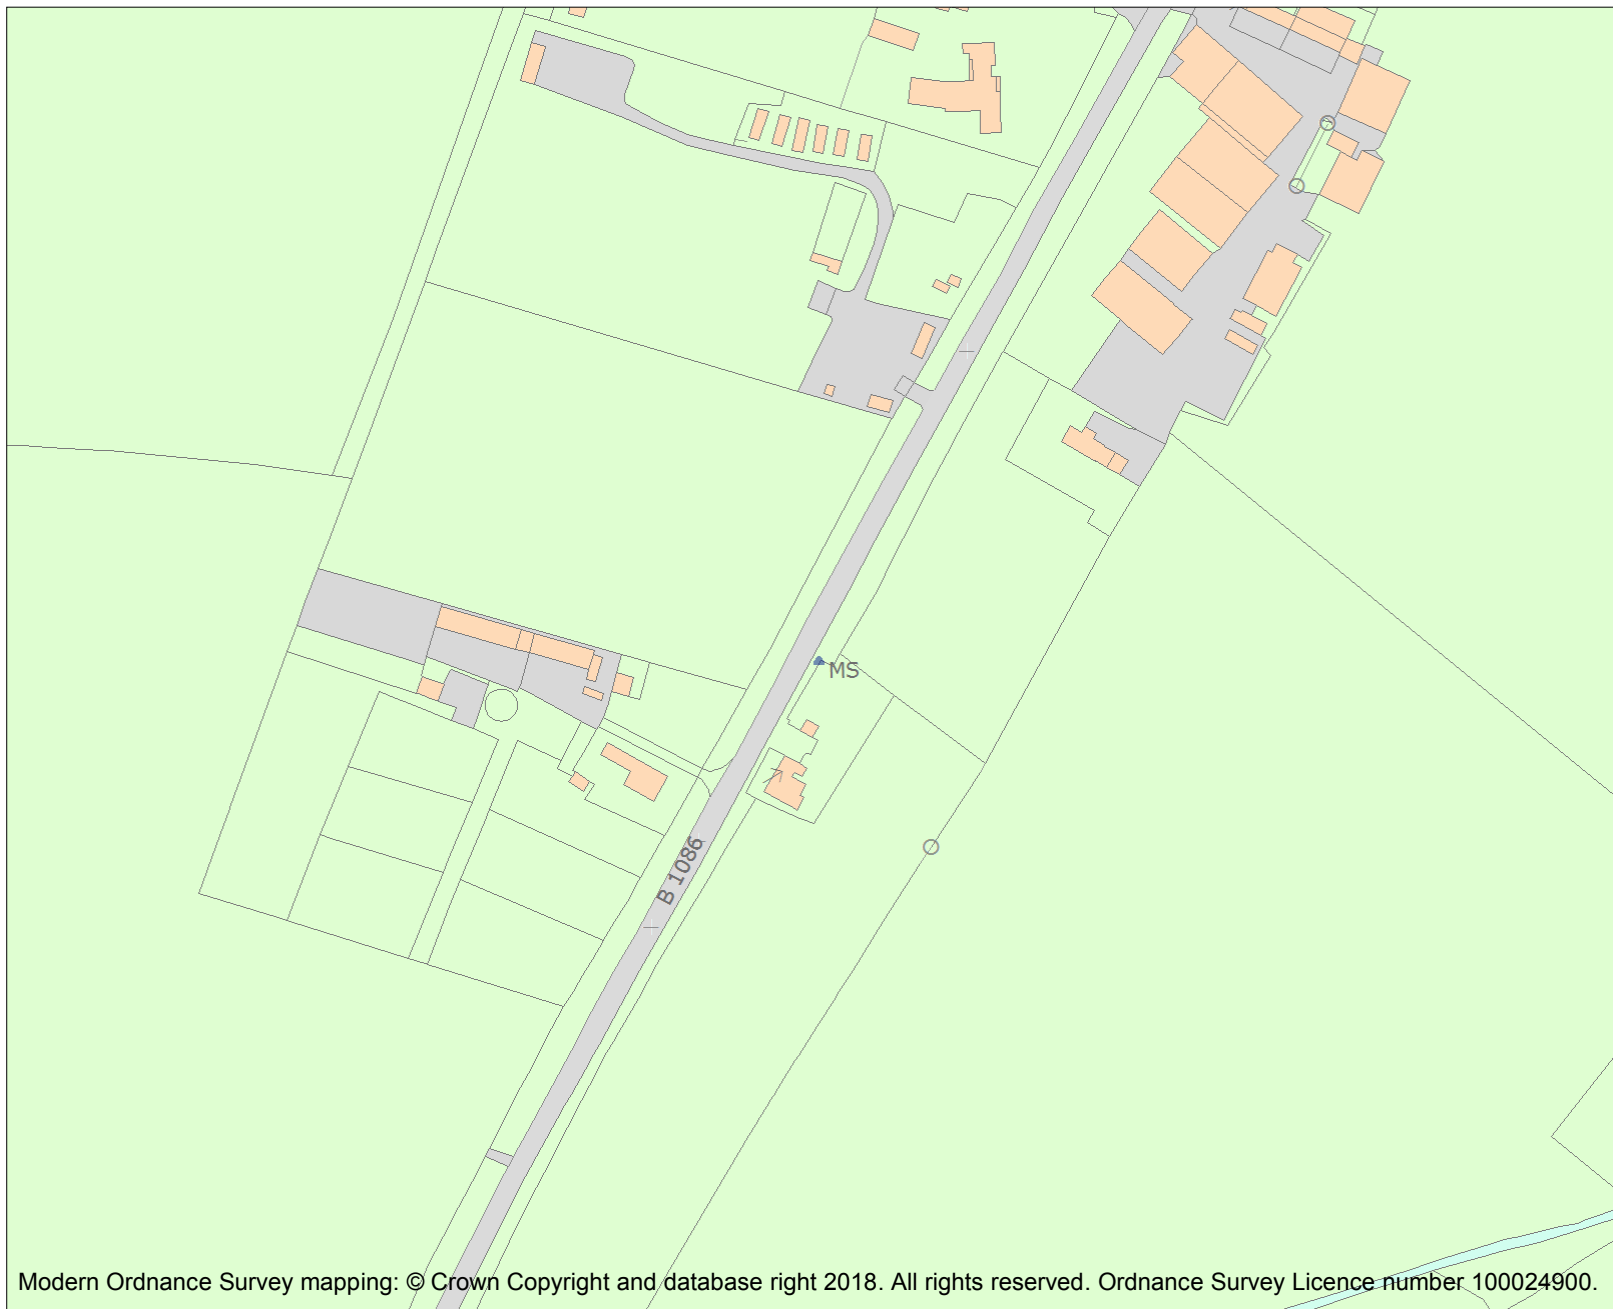 MS
B 1086
Modern Ordnance Survey mapping: © Crown Copyright and database right 2018. All rights reserved. Ordnance Survey Licence number 100024900.